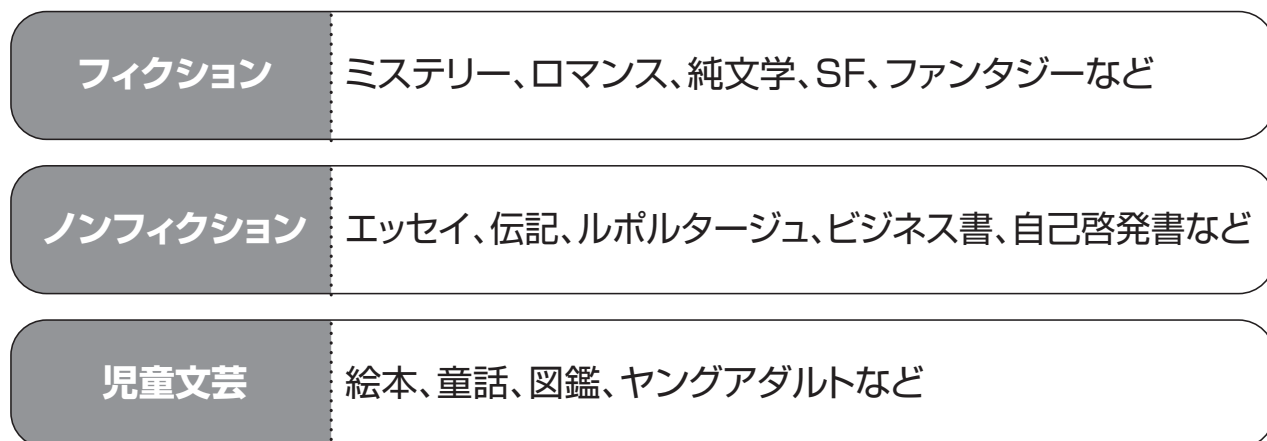 フィクション ミステリー、ロマンス、純文学、SF、ファンタジーなど
ノンフィクション エッセイ、伝記、ルポルタージュ、ビジネス書、自己啓発書など
児童文芸 絵本、童話、図鑑、ヤングアダルトなど